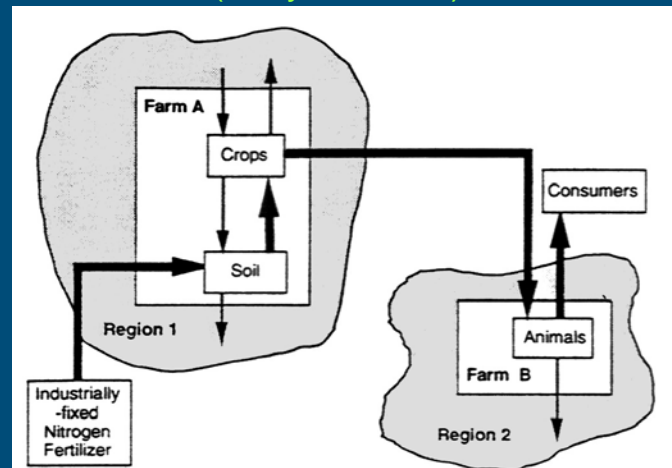 Farm A
Crops
Consumers
Soil
Region 1
Animals
Farm B
Industrially
-fixed
Nitrogen
Fertilizer
Region 2